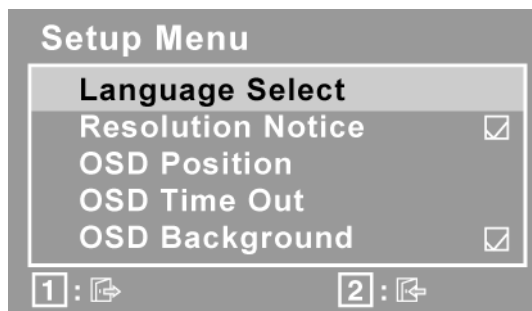 Setup Menu
Language Select
Resolution Notice
OSD Position
OSD Time Out
OSD Background
1 : 2 :